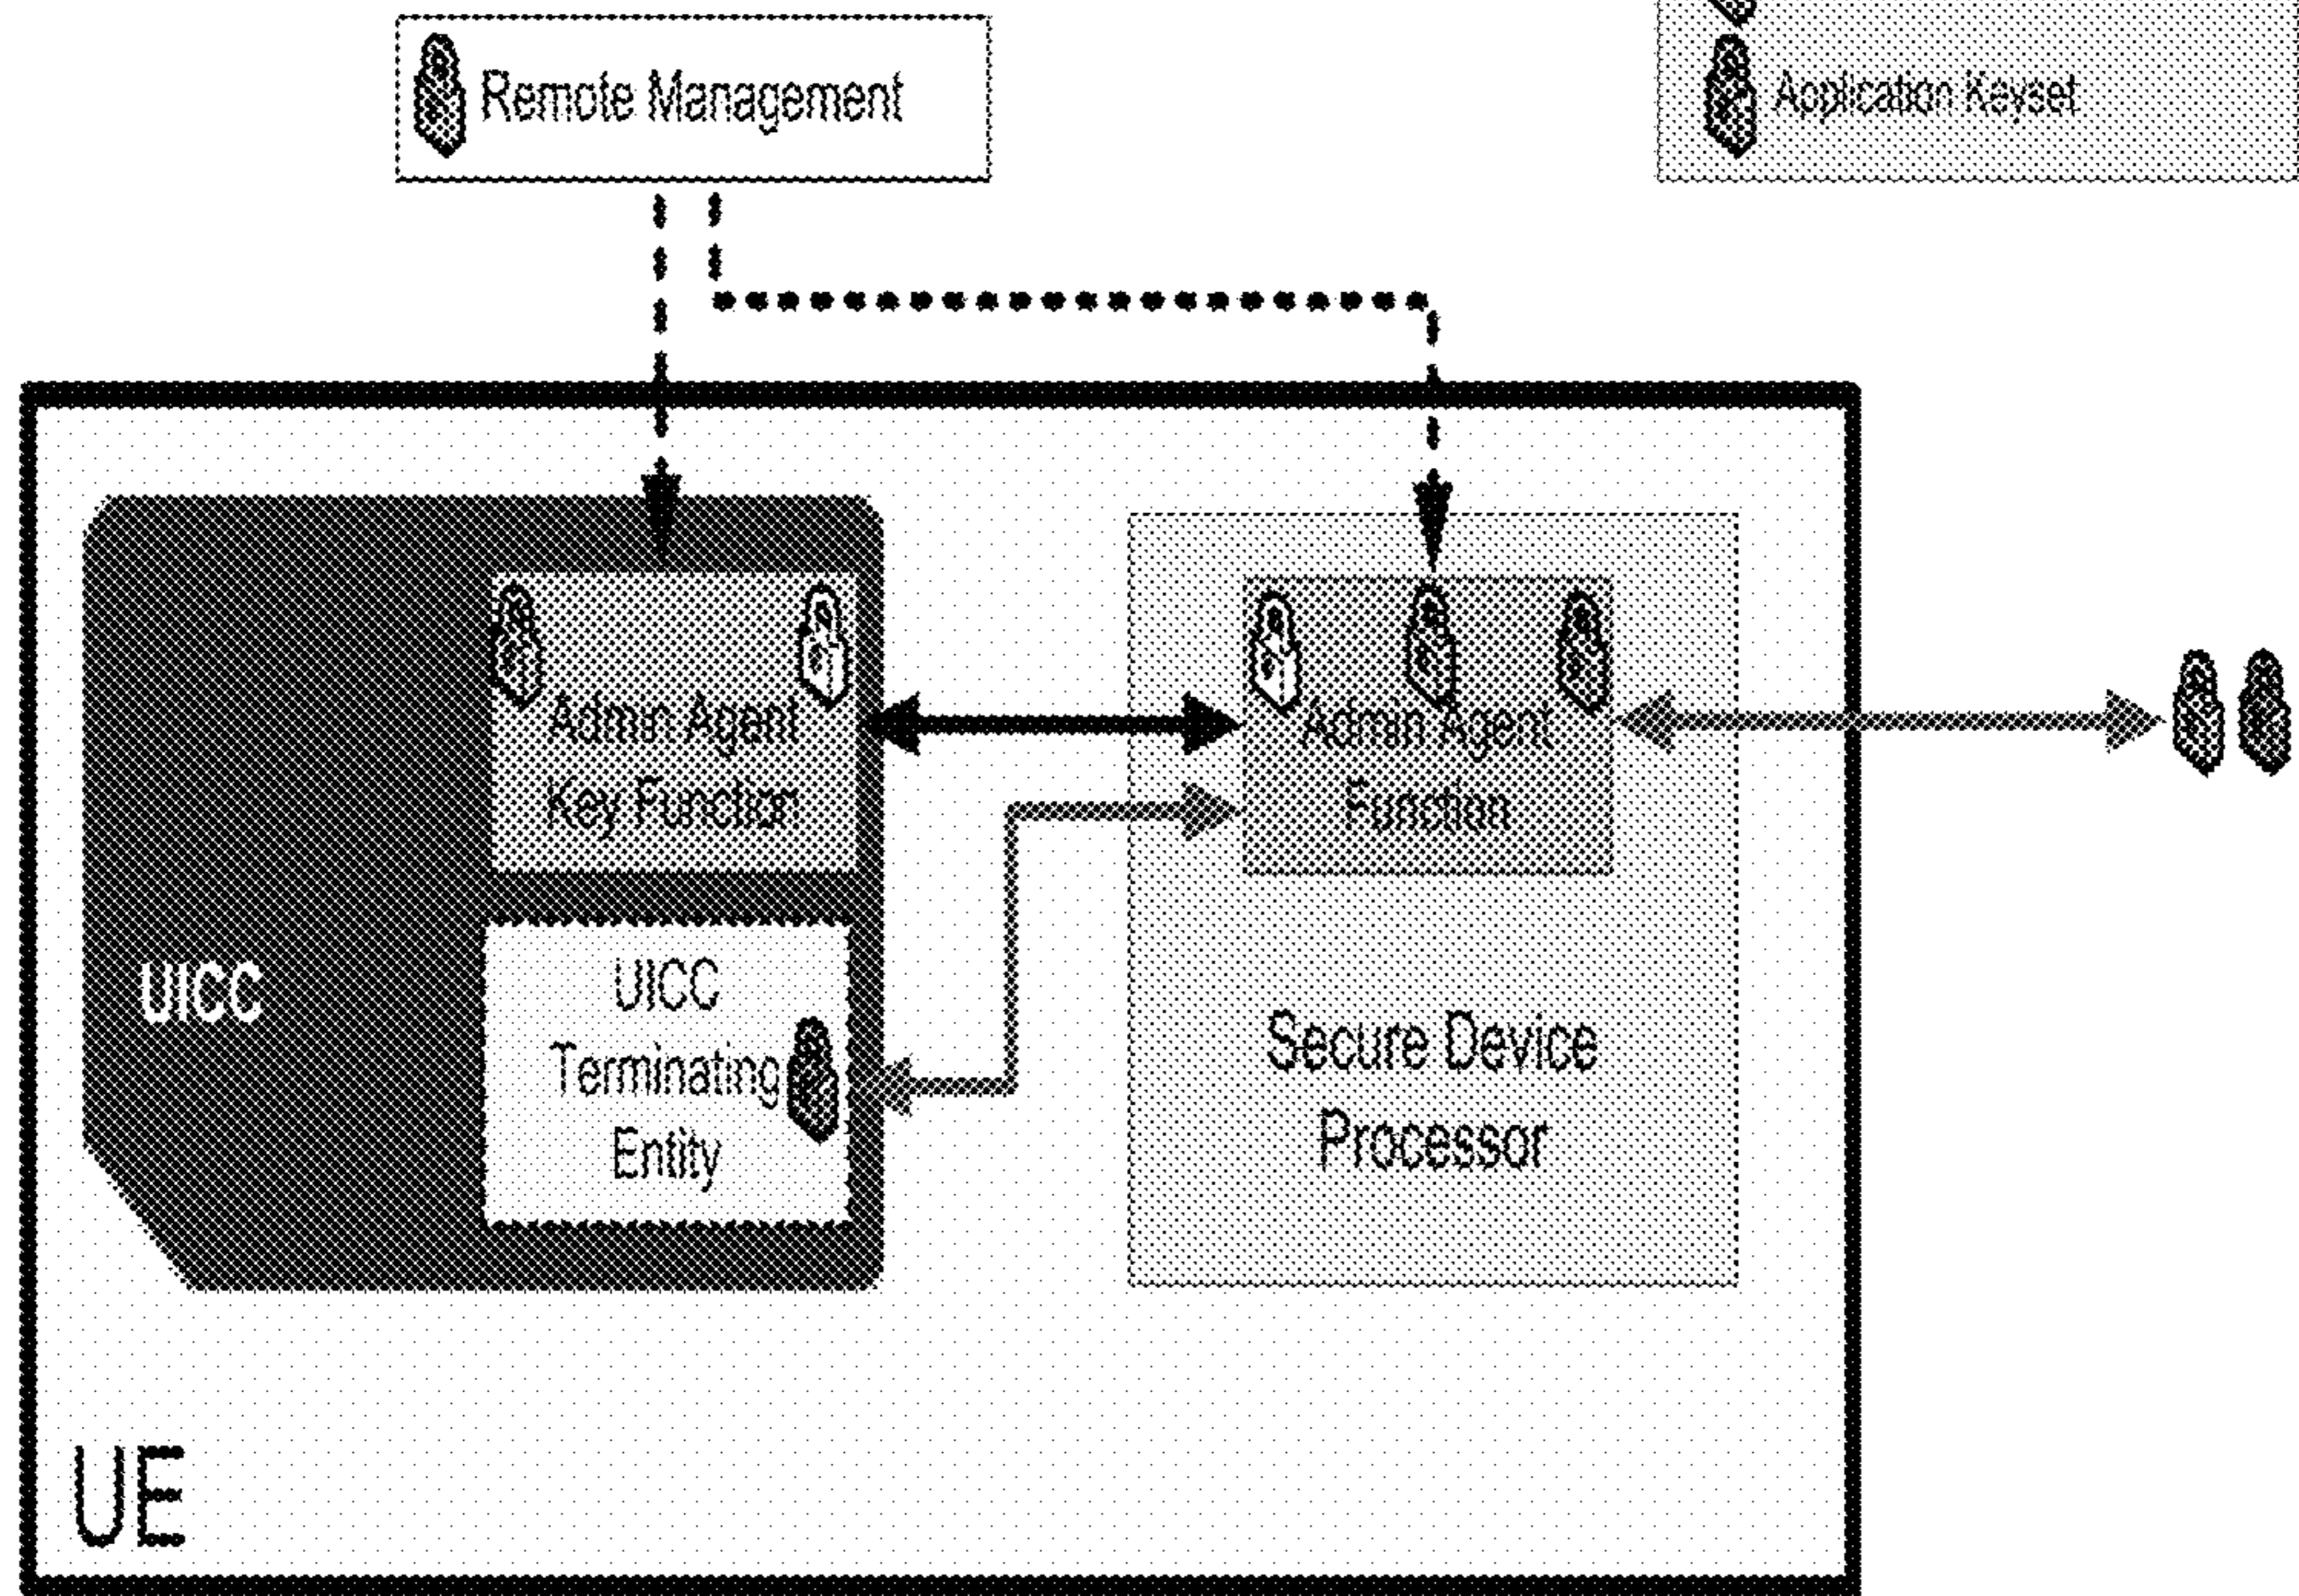 Remote Management
Application Keyset
Admin Agent
Key Function
Admin Agent
Function
UICC
UICC
Terminating
Entity
Secure Device
Processor
UE